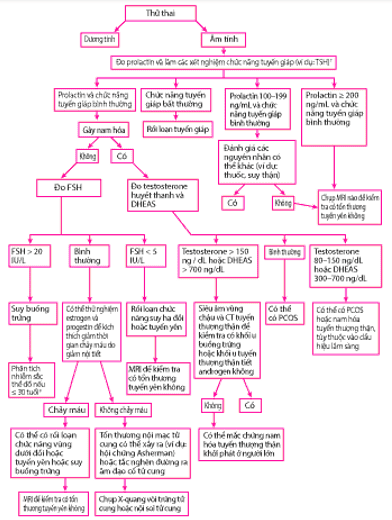 Thử thai
Dương tính
Âm tính
Đo prolactin và làm các xét nghiệm chức năng tuyến giáp (ví dụ: TSH)*
Prolactin và chức năng
tuyến giáp bình thường
Chức năng tuyến
giáp bất thường
Prolactin 100–199
ng/mL và chức
năng tuyến giáp
bình thường
Prolactin ≥ 200
ng/mL và chức
năng tuyến giáp
bình thường
Gây nam hóa
Rối loạn tuyến giáp
Đánh giá các
nguyên nhân có
thể khác (ví dụ:
thuốc, suy thận)
Không
Có
Có
Không
Chụp MRI não để kiểm
tra có tổn thương
tuyến yên không
Đo FSH
Đo testosterone
huyết thanh và
DHEAS
FSH > 20
IU/L
Bình
thường
FSH < 5
IU/L
Testosterone > 150
ng / dL hoặc DHEAS
> 700 ng/dL
Bình thường
Testosterone
80–150 ng/dL
hoặc DHEAS
300–700 ng/dL
Suy buồng
trứng
Có thể thử nghiệm
estrogen và
progestin để kích
thích giảm thời
gian chảy máu do
giảm nội tiết
Rối loạn chức
năng suy hạ đồi
hoặc tuyến yên
Siêu âm vùng
chậu và CT tuyến
thượng thận để
kiểm tra có khối u
buồng trứng
hoặc khối u tuyến
thượng thận tiết
androgen không
Có thể
có PCOS
Có thể có PCOS
hoặc nam hóa
tuyến thượng thận,
tùy thuộc vào dấu
hiệu lâm sàng
Phân tích
nhiễm sắc
thể đồ nếu
≤ 30 tuổi
MRI để kiểm tra
có tổn thương
tuyến yên không
Chảy máu
Không chảy máu
Không
Có
Có thể có rối loạn
chức năng vùng
dưới đồi hoặc
tuyến yên hoặc suy
buồng trứng
Tổn thương nội mạc tử
cung có thể xảy ra (ví dụ:
hội chứng Asherman)
hoặc tắc nghẽn đường ra
âm đạo cổ tử cung
Có thể mắc chứng nam
hóa tuyến thượng thận
khởi phát ở người lớn
MRI để kiểm tra có tổn
thương tuyến yên không
Chụp X-quang vòi trứng tử
cung hoặc nội soi tử cung